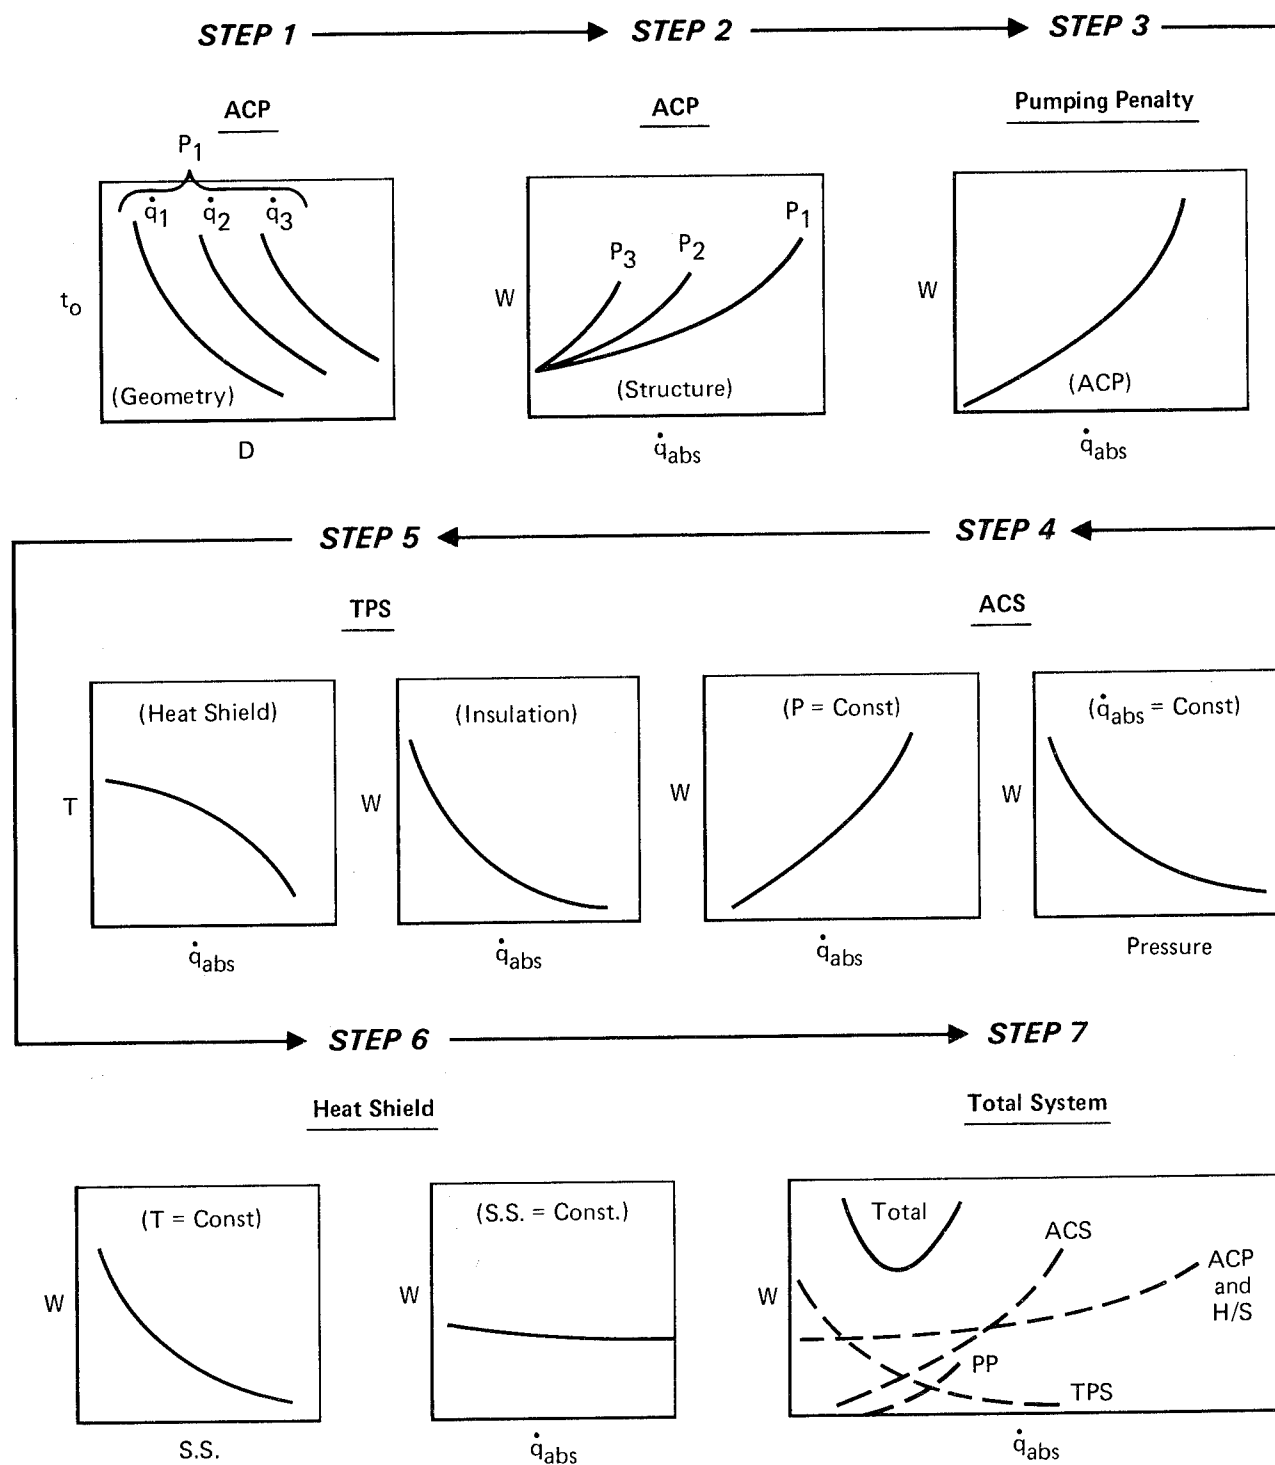 STEP 1
STEP 2
STEP 3
ACP
P1
q̇1 q̇2 q̇3
to
(Geometry)
D
ACP
P3 P2 P1
W
(Structure)
q̇abs
Pumping Penalty
W
(ACP)
q̇abs
STEP 5
STEP 4
TPS
(Heat Shield)
T
q̇abs
(Insulation)
W
q̇abs
ACS
(P = Const)
W
q̇abs
(q̇abs = Const)
W
Pressure
STEP 6
STEP 7
Heat Shield
(T = Const)
W
S.S.
(S.S. = Const.)
W
q̇abs
Total System
Total
ACS
ACP
and
H/S
W
PP
TPS
q̇abs